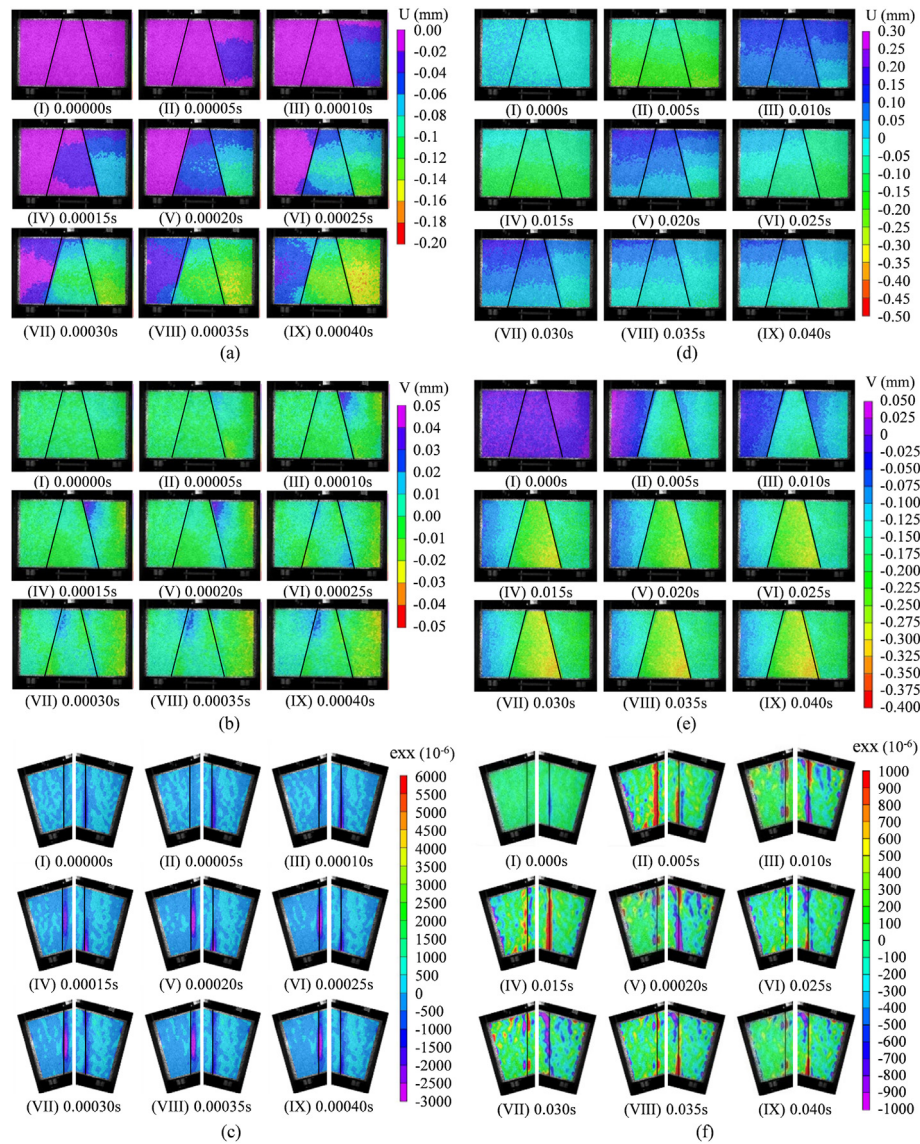 U (mm)
0.00
-0.02
-0.04
-0.06
-0.08
-0.1
-0.12
-0.14
-0.16
-0.18
-0.20
(I) 0.00000s
(II) 0.00005s
(III) 0.00010s
(IV) 0.00015s
(V) 0.00020s
(VI) 0.00025s
(VII) 0.00030s
(VIII) 0.00035s
(IX) 0.00040s
(a)
U (mm)
0.30
0.25
0.20
0.15
0.10
0.05
0
-0.05
-0.10
-0.15
-0.20
-0.25
-0.30
-0.35
-0.40
-0.45
-0.50
(I) 0.000s
(II) 0.005s
(III) 0.010s
(IV) 0.015s
(V) 0.020s
(VI) 0.025s
(VII) 0.030s
(VIII) 0.035s
(IX) 0.040s
(d)
V (mm)
0.05
0.04
0.03
0.02
0.01
0.00
-0.01
-0.02
-0.03
-0.04
-0.05
(I) 0.00000s
(II) 0.00005s
(III) 0.00010s
(IV) 0.00015s
(V) 0.00020s
(VI) 0.00025s
(VII) 0.00030s
(VIII) 0.00035s
(IX) 0.00040s
(b)
V (mm)
0.050
0.025
0
-0.025
-0.050
-0.075
-0.100
-0.125
-0.150
-0.175
-0.200
-0.225
-0.250
-0.275
-0.300
-0.325
-0.350
-0.375
-0.400
(I) 0.000s
(II) 0.005s
(III) 0.010s
(IV) 0.015s
(V) 0.020s
(VI) 0.025s
(VII) 0.030s
(VIII) 0.035s
(IX) 0.040s
(e)
exx (10⁻⁶)
6000
5500
5000
4500
4000
3500
3000
2500
2000
1500
1000
500
0
-500
-1000
-1500
-2000
-2500
-3000
(I) 0.00000s
(II) 0.00005s
(III) 0.00010s
(IV) 0.00015s
(V) 0.00020s
(VI) 0.00025s
(VII) 0.00030s
(VIII) 0.00035s
(IX) 0.00040s
(c)
exx (10⁻⁶)
1000
900
800
700
600
500
400
300
200
100
0
-100
-200
-300
-400
-500
-600
-700
-800
-900
-1000
(I) 0.000s
(II) 0.005s
(III) 0.010s
(IV) 0.015s
(V) 0.00020s
(VI) 0.025s
(VII) 0.030s
(VIII) 0.035s
(IX) 0.040s
(f)